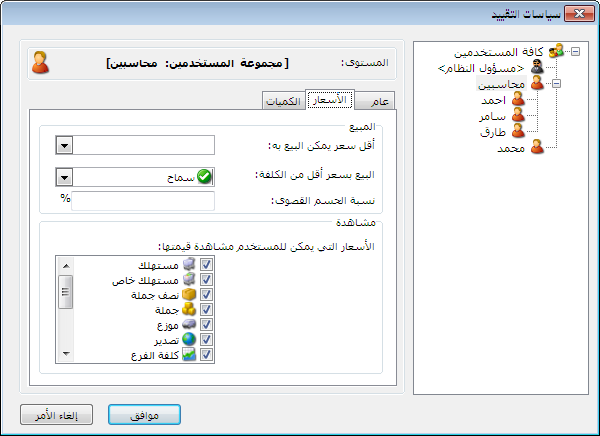 سياسات التقييد
كافة المستخدمين
<مسؤول النظام>
محاسبين
احمد
سامر
طارق
محمد
المستوى:
[مجموعة المستخدمين: محاسبين]
عام
الأسعار
الكميات
المبيع
أقل سعر يمكن البيع به:
البيع بسعر أقل من الكلفة:
سماح
نسبة الحسم القصوى:
%
مشاهدة
الأسعار التي يمكن للمستخدم مشاهدة قيمتها:
مستهلك
مستهلك خاص
نصف جملة
جملة
موزع
تصدير
كلفة الفرع
موافق
إلغاء الأمر